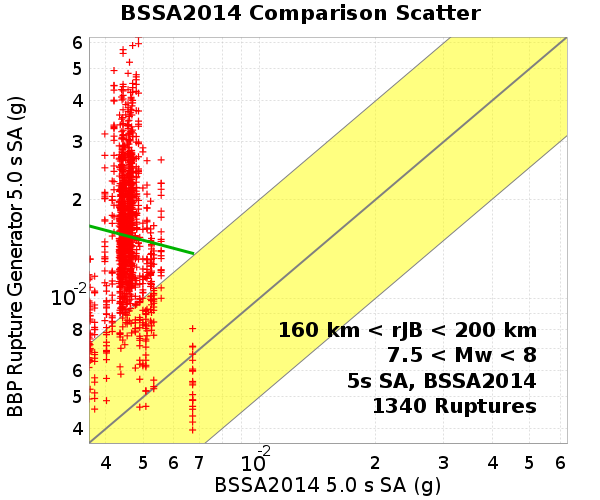 BSSA2014 Comparison Scatter
BBP Rupture Generator 5.0 s SA (g)
6
5
4
3
2
10-2
8
6
5
4
160 km < rJB < 200 km
7.5 < Mw < 8
5s SA, BSSA2014
1340 Ruptures
4 5 6 7 10-2 2 3 4 5 6
BSSA2014 5.0 s SA (g)